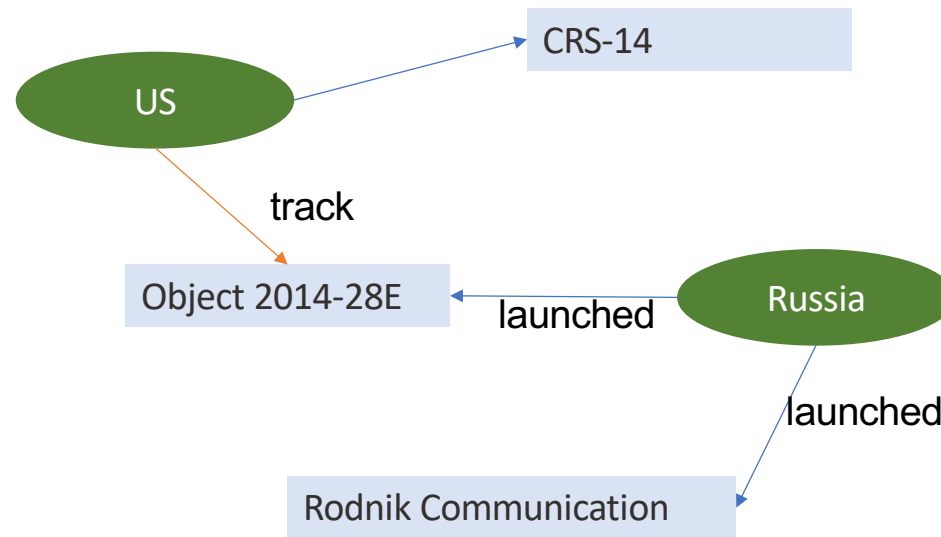 CRS-14
US
track
Object 2014-28E
launched
Russia
launched
Rodnik Communication